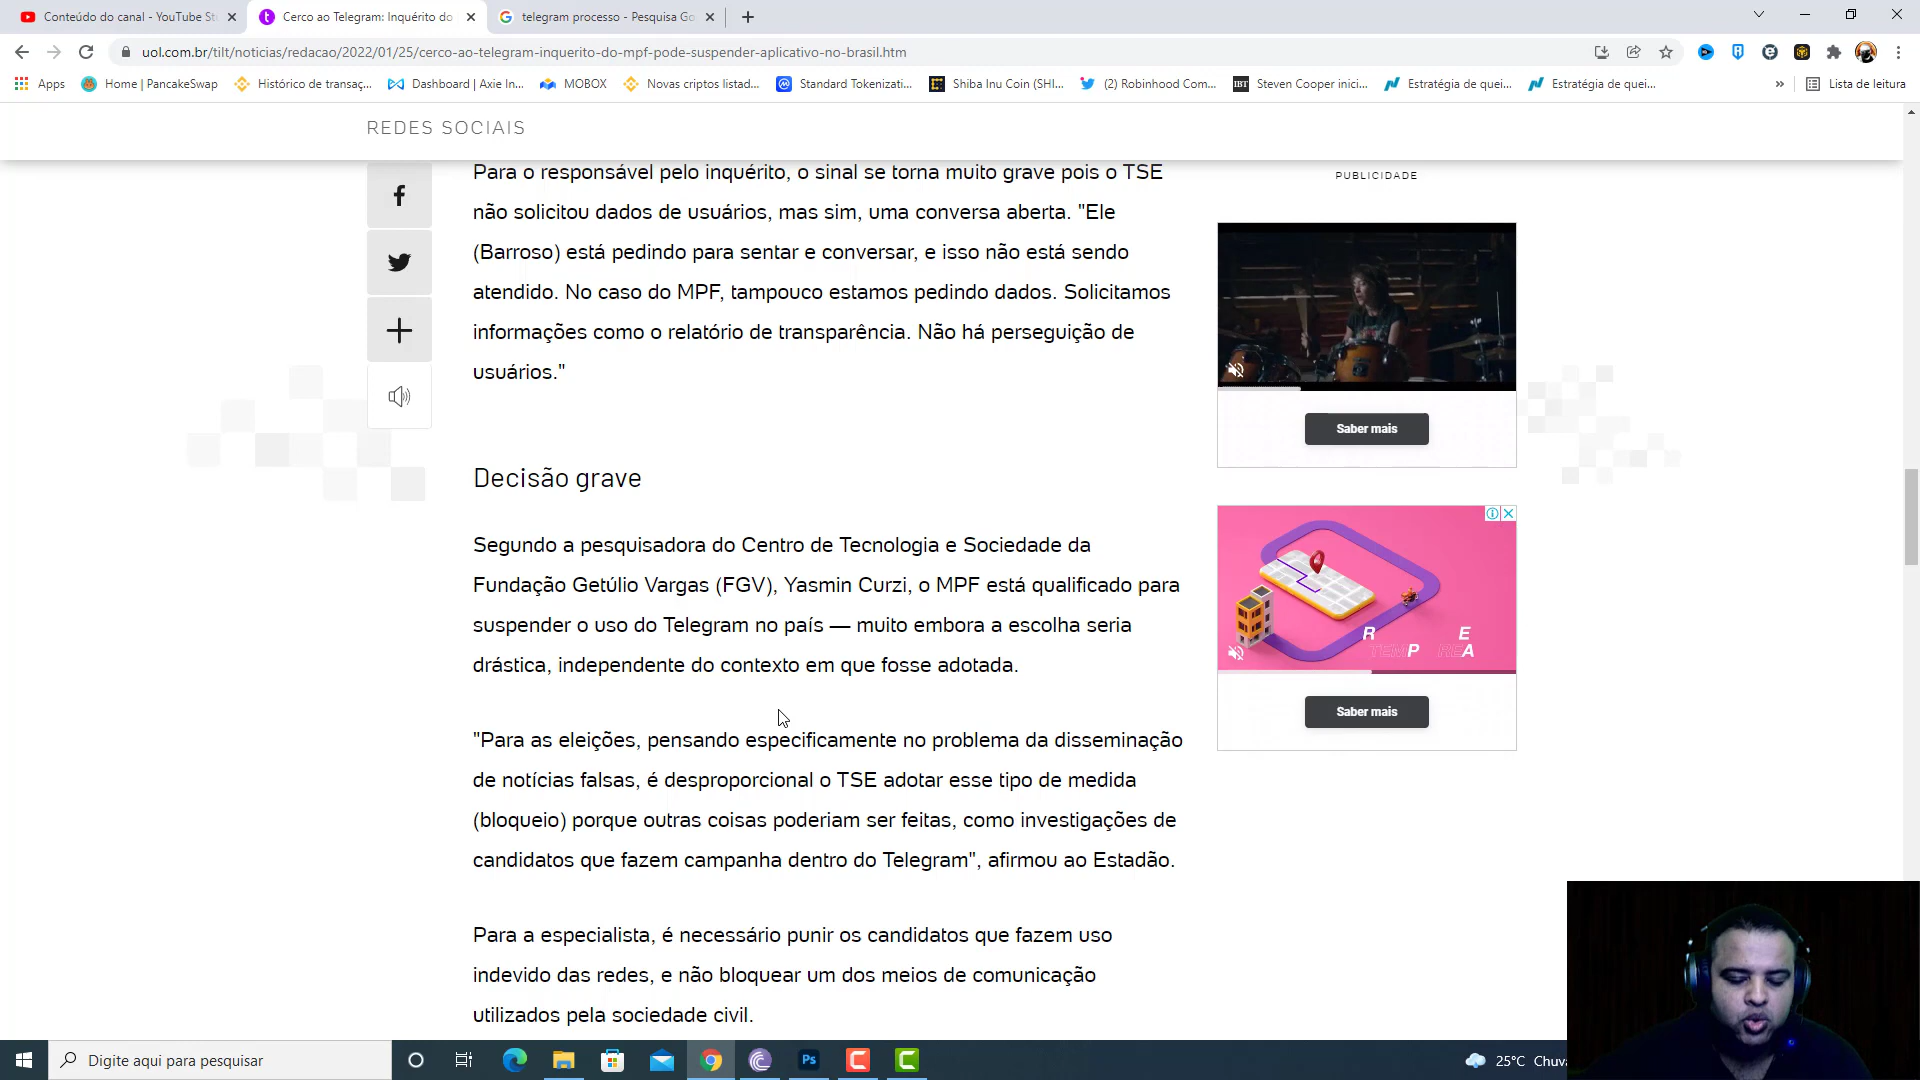 Conteúdo do canal - YouTube St
Cerco ao Telegram: Inquérito do
telegram processo - Pesquisa Go
uol.com.br/tilt/noticias/redacao/2022/01/25/cerco-ao-telegram-inquerito-do-mpf-pode-suspender-aplicativo-no-brasil.htm
Apps
Home | PancakeSwap
Histórico de transaç...
Dashboard | Axie In...
MOBOX
Novas criptos listad...
Standard Tokenizati...
Shiba Inu Coin (SHI...
(2) Robinhood Com...
IBT
Steven Cooper inici...
Estratégia de quei...
Estratégia de quei...
»
Lista de leitura
REDES SOCIAIS
Para o responsável pelo inquérito, o sinal se torna muito grave pois o TSE
não solicitou dados de usuários, mas sim, uma conversa aberta. "Ele
(Barroso) está pedindo para sentar e conversar, e isso não está sendo
atendido. No caso do MPF, tampouco estamos pedindo dados. Solicitamos
informações como o relatório de transparência. Não há perseguição de
usuários."
Decisão grave
Segundo a pesquisadora do Centro de Tecnologia e Sociedade da
Fundação Getúlio Vargas (FGV), Yasmin Curzi, o MPF está qualificado para
suspender o uso do Telegram no país — muito embora a escolha seria
drástica, independente do contexto em que fosse adotada.
"Para as eleições, pensando especificamente no problema da disseminação
de notícias falsas, é desproporcional o TSE adotar esse tipo de medida
(bloqueio) porque outras coisas poderiam ser feitas, como investigações de
candidatos que fazem campanha dentro do Telegram", afirmou ao Estadão.
Para a especialista, é necessário punir os candidatos que fazem uso
indevido das redes, e não bloquear um dos meios de comunicação
utilizados pela sociedade civil.
PUBLICIDADE
Saber mais
Saber mais
Digite aqui para pesquisar
Ps
25°C Chuv